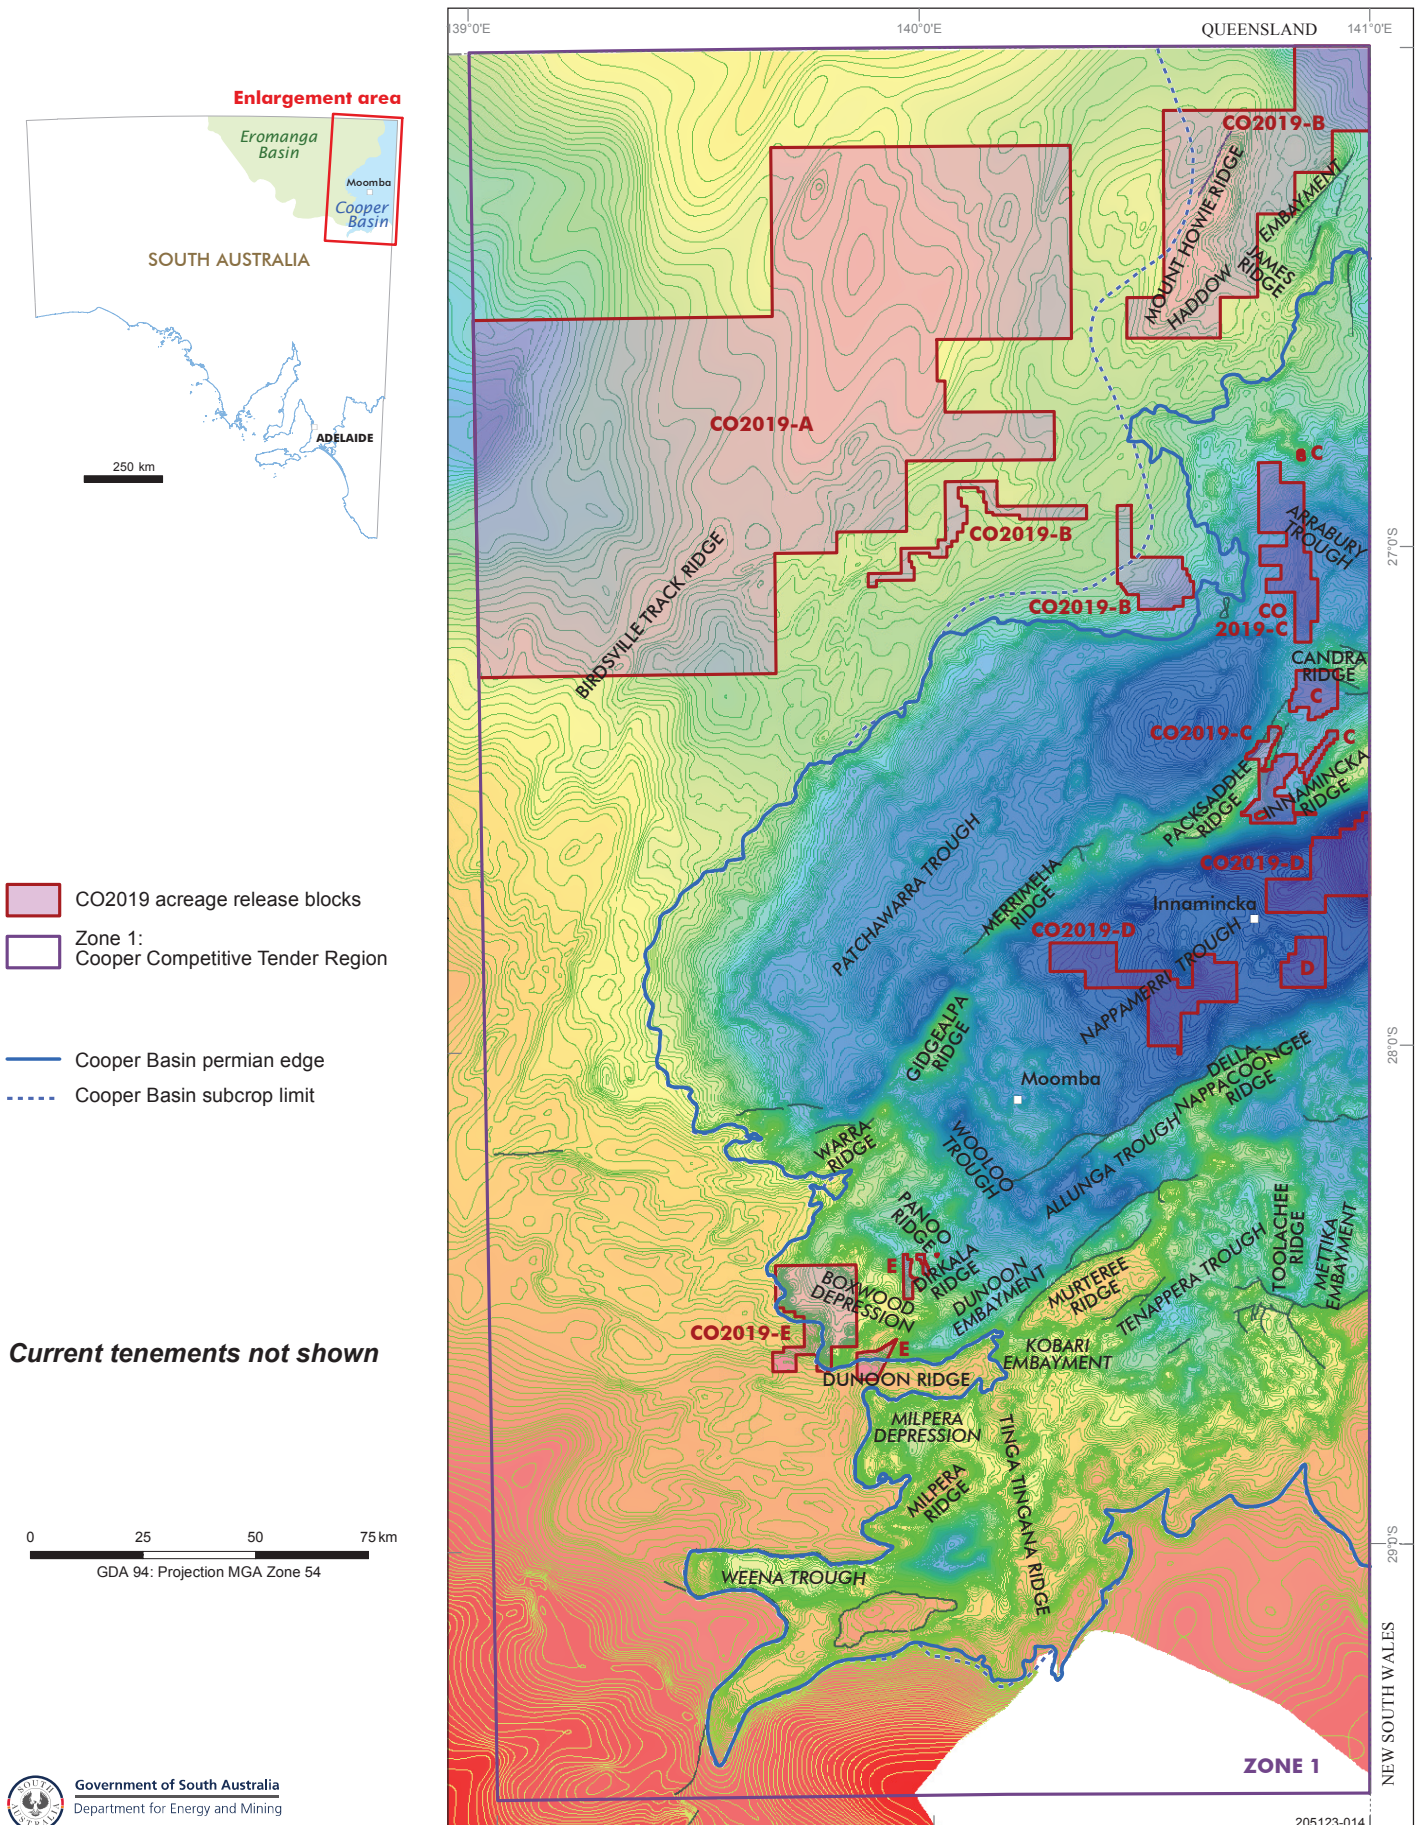 139°0'E
140°0'E
QUEENSLAND
141°0'E
Enlargement area
Eromanga
Basin
Moomba
Cooper
Basin
SOUTH AUSTRALIA
ADELAIDE
250 km
CO2019-B
MOUNT HOWIE RIDGE
HADDOW EMBAYMENT
JAMES
RIDGE
CO2019-A
C
ARRABURY
TROUGH
27°0'S
CO2019-B
CO2019-B
BIRDSVILLE TRACK RIDGE
CO
2019-C
CANDRA
RIDGE
C
CO2019-C
C
PACKSADDLE
RIDGE
INNAMINCKA
RIDGE
PATCHAWARRA TROUGH
MERRIMELIA
RIDGE
CO2019-D
Innamincka
CO2019-D
NAPPAMERRI TROUGH
D
CO2019 acreage release blocks
Zone 1:
Cooper Competitive Tender Region
Cooper Basin permian edge
Cooper Basin subcrop limit
GIDGEALPA
RIDGE
28°0'S
Moomba
DELLA-
NAPPACOONGEE
RIDGE
WARRA
RIDGE
WOOLOO
TROUGH
ALLUNGA TROUGH
PANOO
RIDGE
E
DIRKALA
RIDGE
DUNOON
EMBAYMENT
MURTEREE
RIDGE
TENAPPERA TROUGH
TOOLACHEE
RIDGE
METTIKA
EMBAYMENT
BOXWOOD
DEPRESSION
CO2019-E
E
KOBARI
EMBAYMENT
DUNOON RIDGE
Current tenements not shown
MILPERA
DEPRESSION
TINGA TINGANA RIDGE
MILPERA
RIDGE
29°0'S
WEENA TROUGH
0 25 50 75 km
GDA 94: Projection MGA Zone 54
NEW SOUTH WALES
ZONE 1
SOUTH
AUSTRALIA
Government of South Australia
Department for Energy and Mining
205123-014